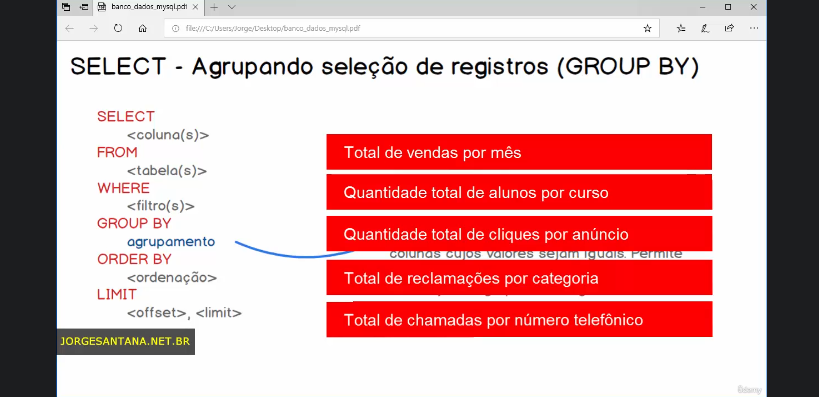 banco_dados_mysql.pdf
file:///C:/Users/Jorge/Desktop/banco_dados_mysql.pdf
SELECT - Agrupando seleção de registros (GROUP BY)
SELECT
<coluna(s)>
FROM
<tabela(s)>
WHERE
<filtro(s)>
GROUP BY
agrupamento
ORDER BY
<ordenação>
LIMIT
<offset>, <limit>
Total de vendas por mês
Quantidade total de alunos por curso
Quantidade total de cliques por anúncio
colunas cujos valores sejam iguais. Permite
Total de reclamações por categoria
Total de chamadas por número telefônico
JORGESANTANA.NET.BR
Udemy